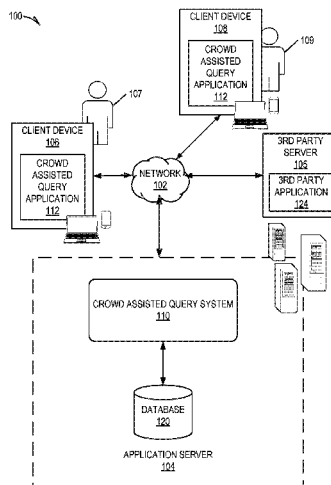 100
CLIENT DEVICE
108
109
CROWD
ASSISTED
QUERY
APPLICATION
112
107
CLIENT DEVICE
106
CROWD
ASSISTED
QUERY
APPLICATION
112
NETWORK
102
3RD PARTY
SERVER
105
3RD PARTY
APPLICATION
124
CROWD ASSISTED QUERY SYSTEM
110
DATABASE
120
APPLICATION SERVER
104